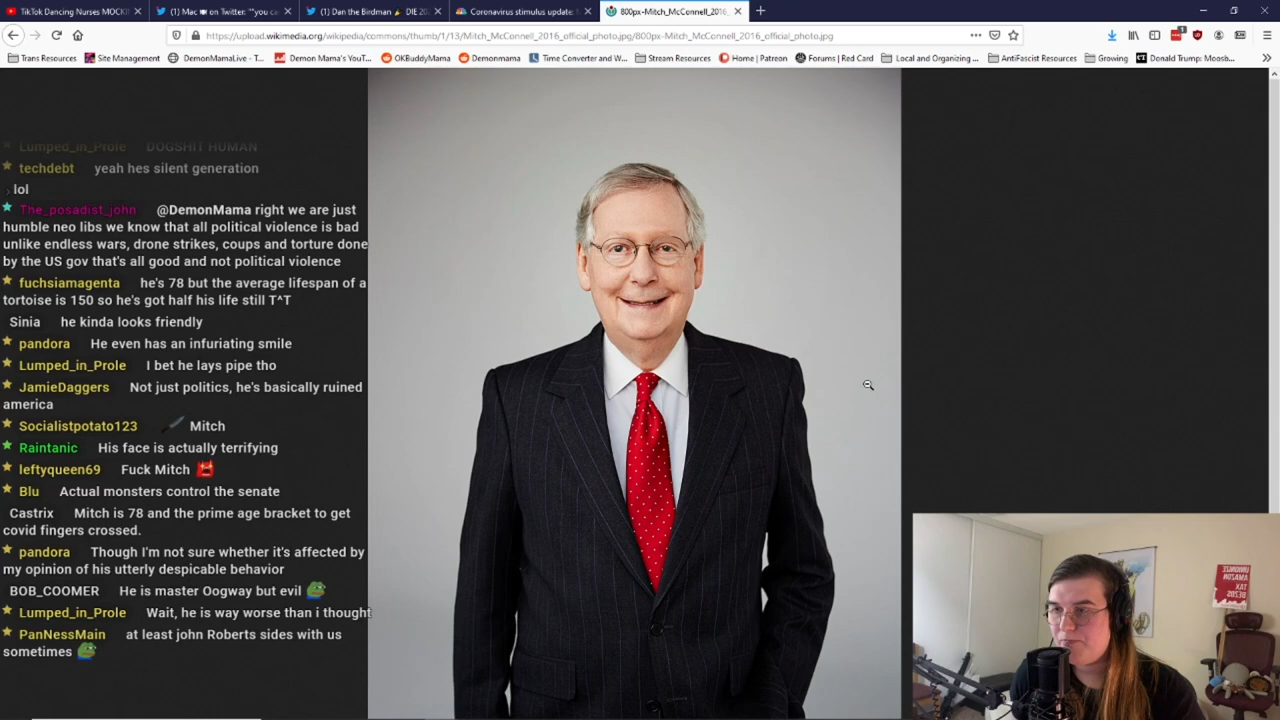 TikTok Dancing Nurses MOCKI
(1) Mac on Twitter: ""you ca
(1) Dan the Birdman DIE 20
Coronavirus stimulus update:
800px-Mitch_McConnell_2016_
https://upload.wikimedia.org/wikipedia/commons/thumb/1/13/Mitch_McConnell_2016_official_photo.jpg/800px-Mitch_McConnell_2016_official_photo.jpg
Trans Resources
Site Management
DemonMamaLive - T...
Demon Mama's YouT...
OKBuddyMama
Demonmama
Time Converter and W...
Stream Resources
Home | Patreon
Forums | Red Card
Local and Organizing ...
AntiFascist Resources
Growing
Donald Trump: Moosb...
Lumped_in_Prole DOGSHIT HUMAN
techdebt yeah hes silent generation
lol
The_posadist_john @DemonMama right we are just
humble neo libs we know that all political violence is bad
unlike endless wars, drone strikes, coups and torture done
by the US gov that's all good and not political violence
fuchsiamagenta he's 78 but the average lifespan of a
tortoise is 150 so he's got half his life still T^T
Sinia he kinda looks friendly
pandora He even has an infuriating smile
Lumped_in_Prole I bet he lays pipe tho
JamieDaggers Not just politics, he's basically ruined
america
Socialistpotato123 Mitch
Raintanic His face is actually terrifying
leftyqueen69 Fuck Mitch
Blu Actual monsters control the senate
Castrix Mitch is 78 and the prime age bracket to get
covid fingers crossed.
pandora Though I'm not sure whether it's affected by
my opinion of his utterly despicable behavior
BOB_COOMER He is master Oogway but evil
Lumped_in_Prole Wait, he is way worse than i thought
PanNessMain at least john Roberts sides with us
sometimes
UNIONIZE
AMAZON
TAX
BEZOS